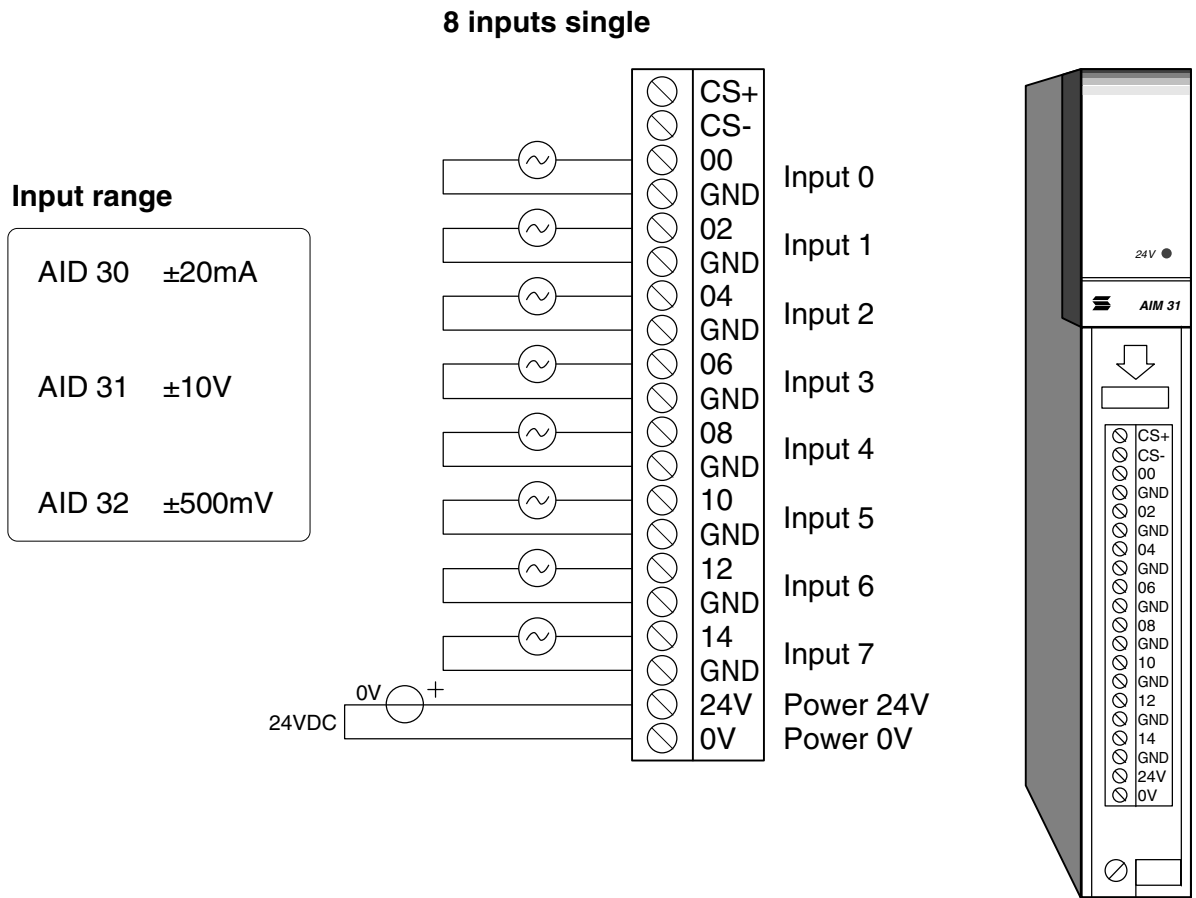 8 inputs single
Input range
AID 30 ±20mA
AID 31 ±10V
AID 32 ±500mV
CS+
CS-
00
GND
Input 0
02
GND
Input 1
04
GND
Input 2
06
GND
Input 3
08
GND
Input 4
10
GND
Input 5
12
GND
Input 6
14
GND
Input 7
0V +
24VDC
24V Power 24V
0V Power 0V
24V
AIM 31
CS+
CS-
00
GND
02
GND
04
GND
06
GND
08
GND
10
GND
12
GND
14
GND
24V
0V